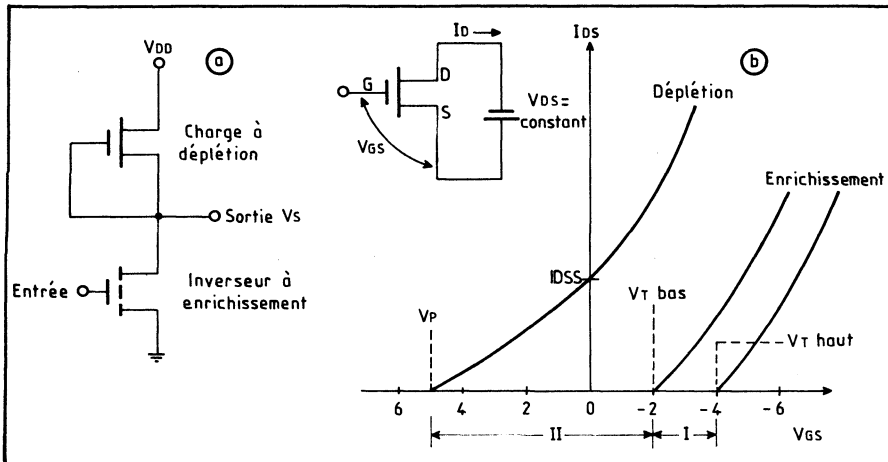 VDD
a
Charge à
déplétion
Sortie Vs
Entrée
Inverseur à
enrichissement
ID
G
D
S
VGS
VDS=
constant
IDS
b
Déplétion
Enrichissement
IDSS
VP
VT bas
VT haut
6 4 2 0 -2 -4 -6
II I VGS